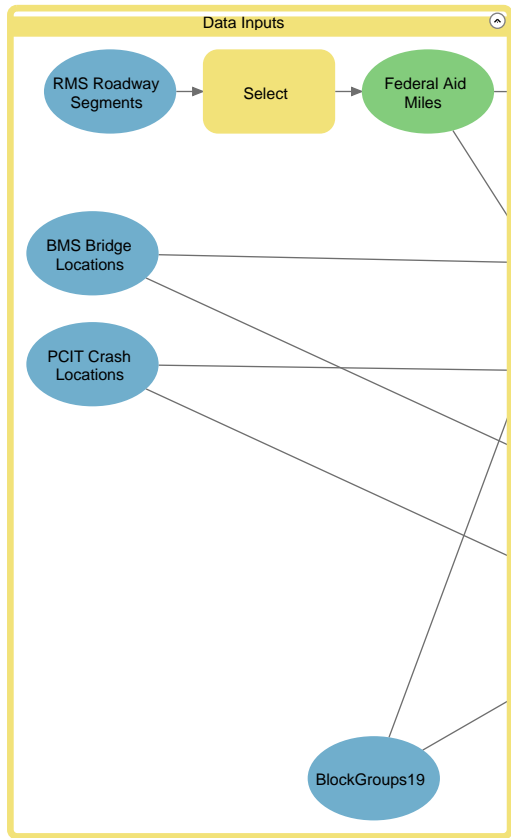 Data Inputs
RMS Roadway
Segments
Select
Federal Aid
Miles
BMS Bridge
Locations
PCIT Crash
Locations
BlockGroups19